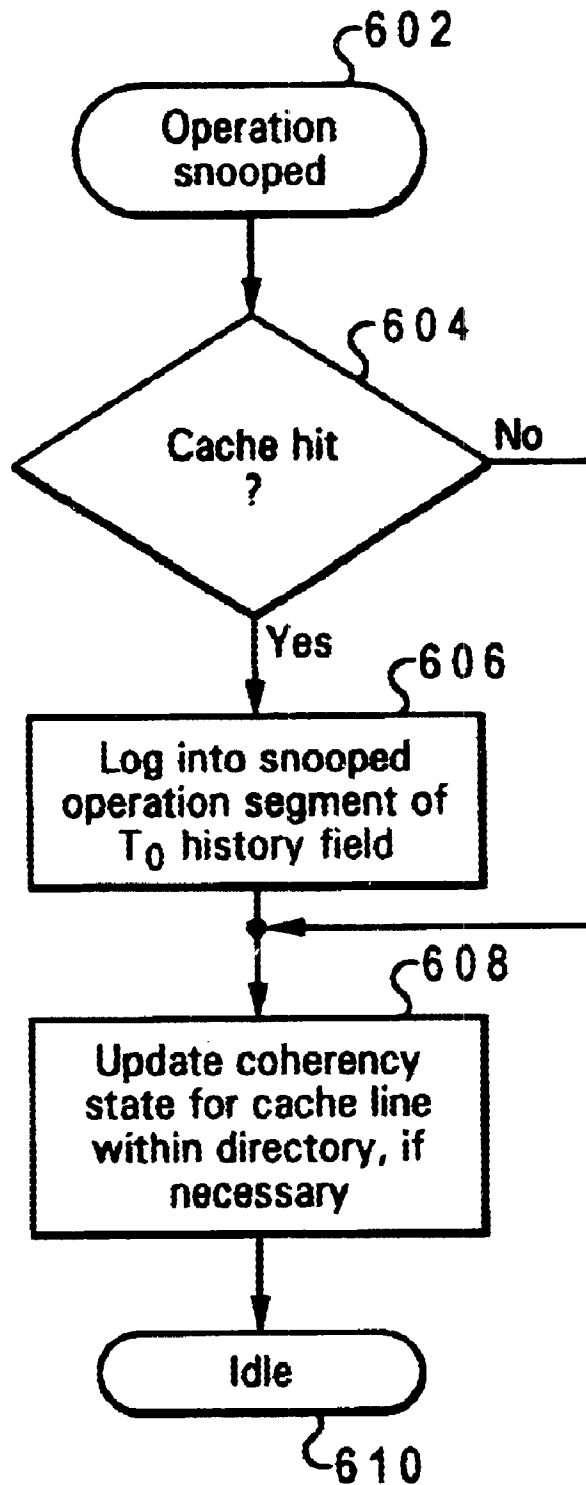 602
Operation
snooped
604
Cache hit
?
No
Yes
606
Log into snooped
operation segment of
T0 history field
608
Update coherency
state for cache line
within directory, if
necessary
Idle
610